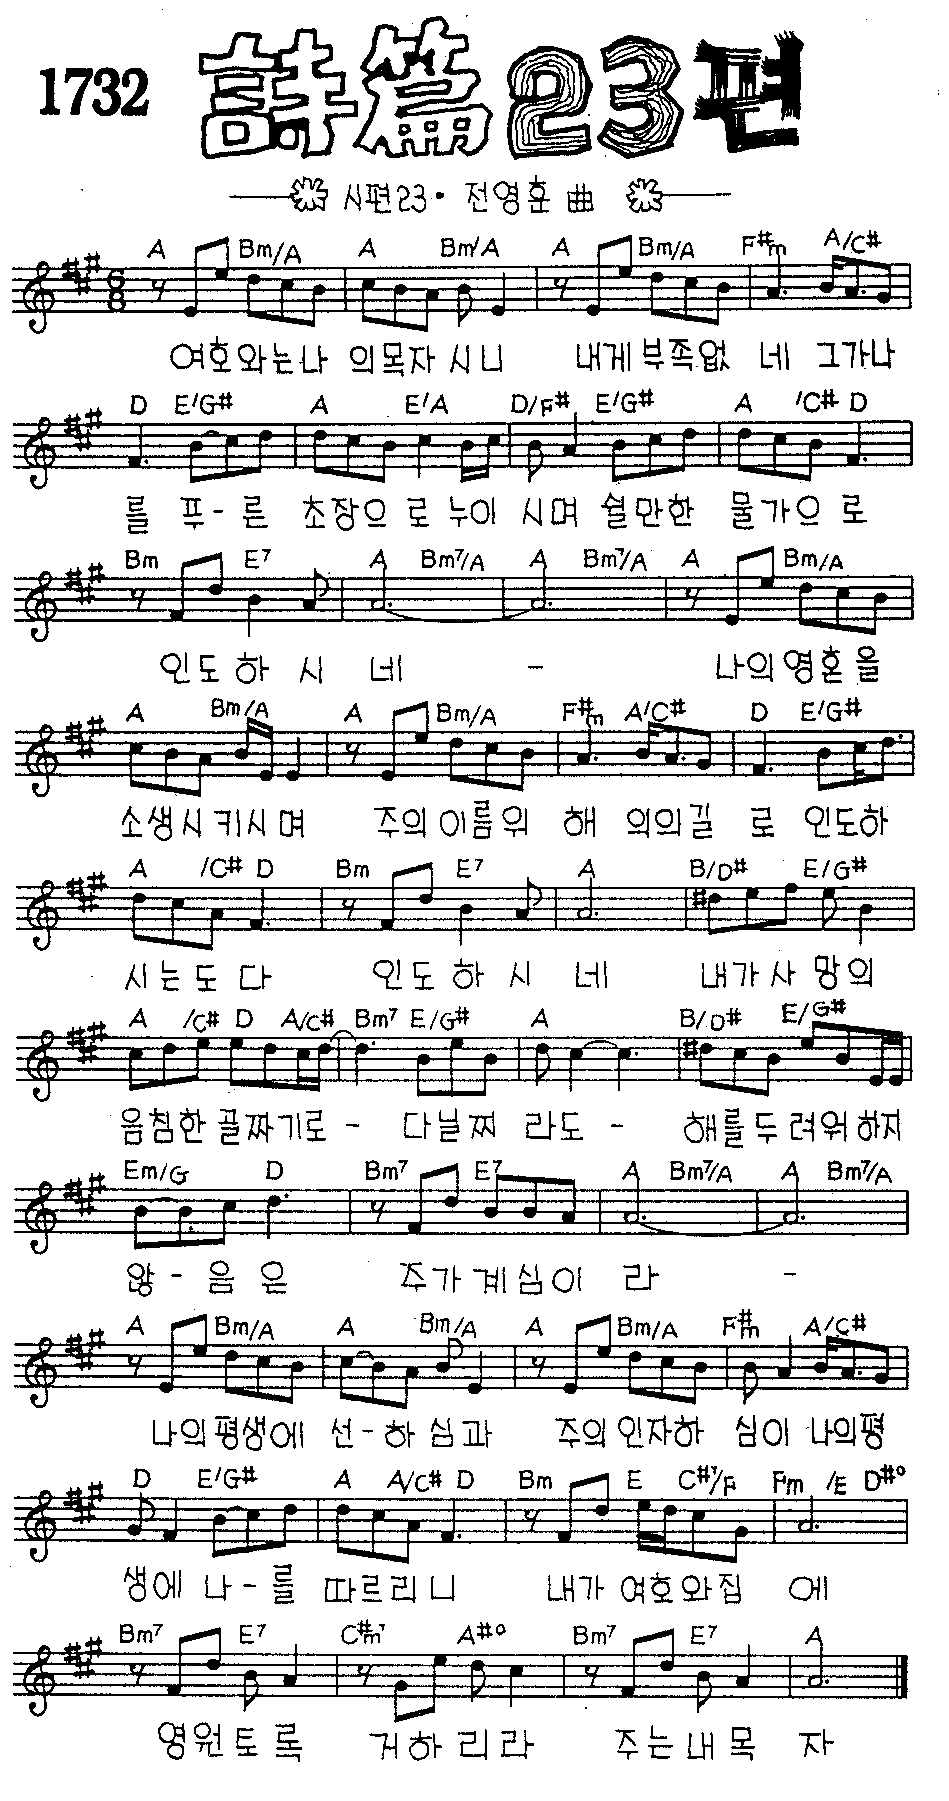 1732 詩篇23편
시편23· 전영훈 曲
A Bm/A A Bm/A A Bm/A F#m A/C#
여호와는나 의목자시니 내게부족없 네 그가나
D E/G# A E/A D/F# E/G# A /C# D
를 푸-른 초장으로누이 시며 쉴만한 물가으로
Bm E7 A Bm7/A A Bm7/A A Bm/A
인도하 시 네 - 나의영혼을
A Bm/A A Bm/A F#m A/C# D E/G#
소생시키시며 주의이름위 해 의의길 로 인도하
A /C# D Bm E7 A B/D# E/G#
시는도다 인도하시 네 내가사망의
A /C# D A/C# Bm7 E/G# A B/D# E/G#
음침한골짜기로- 다닐찌 라도- 해를두려워하지
Em/G D Bm7 E7 A Bm7/A A Bm7/A
않-음은 주가계심이 라 -
A Bm/A A Bm/A A Bm/A F#m A/C#
나의평생에 선-하심과 주의인자하 심이 나의평
D E/G# A A/C# D Bm E /E D#°
생에 나-를 따르리니 내가여호와집 에
Bm7 E7 C#m7 A#° Bm7 E7 A
영원토록 거하리라 주는내목 자